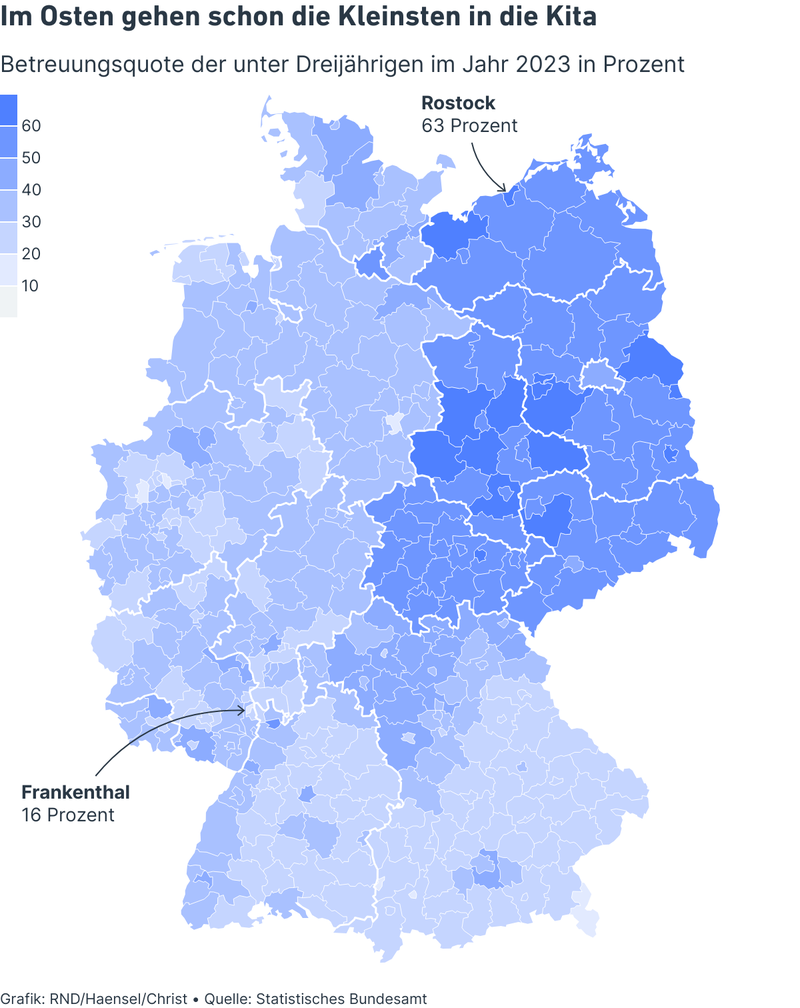 Im Osten gehen schon die Kleinsten in die Kita
Betreuungsquote der unter Dreijährigen im Jahr 2023 in Prozent
Rostock
63 Prozent
60
50
40
30
20
10
Frankenthal
16 Prozent
Grafik: RND/Haensel/Christ • Quelle: Statistisches Bundesamt